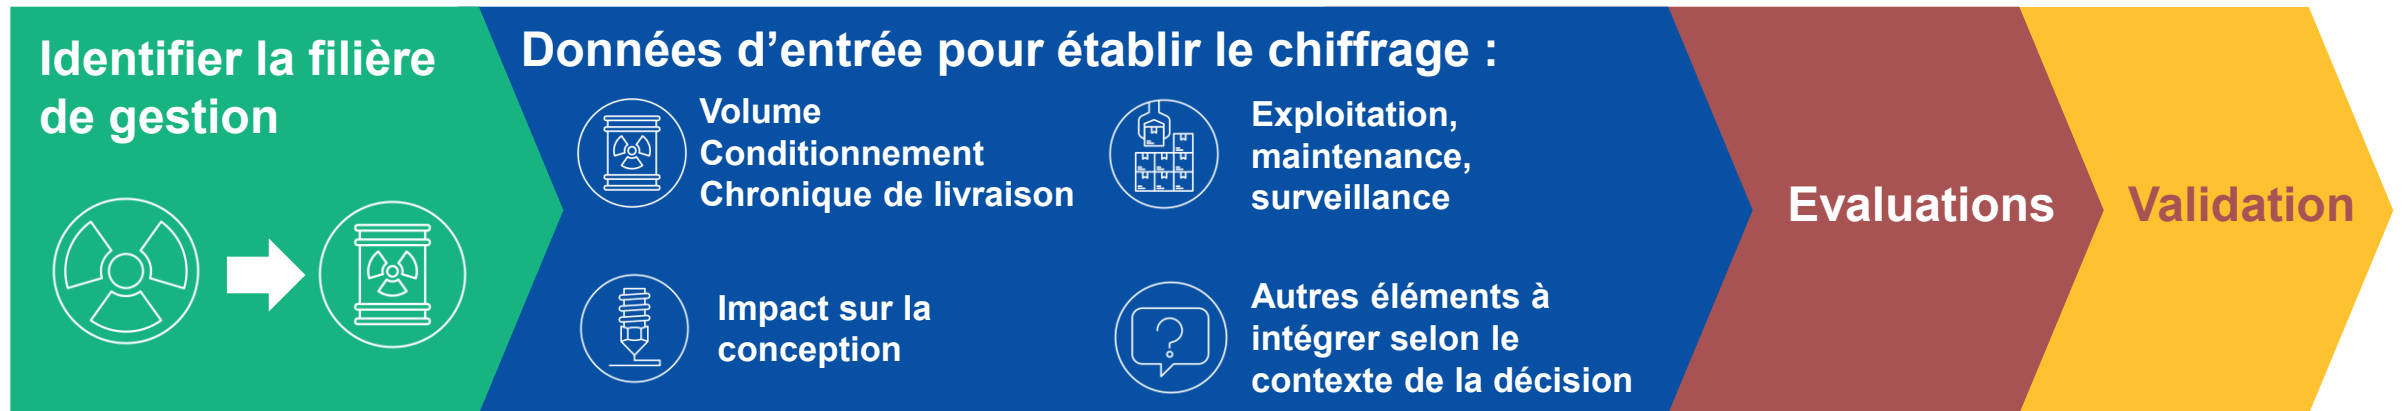 Identifier la filière
de gestion
Données d’entrée pour établir le chiffrage :
Volume
Conditionnement
Chronique de livraison
Exploitation,
maintenance,
surveillance
Impact sur la
conception
Autres éléments à
intégrer selon le
contexte de la décision
Evaluations
Validation